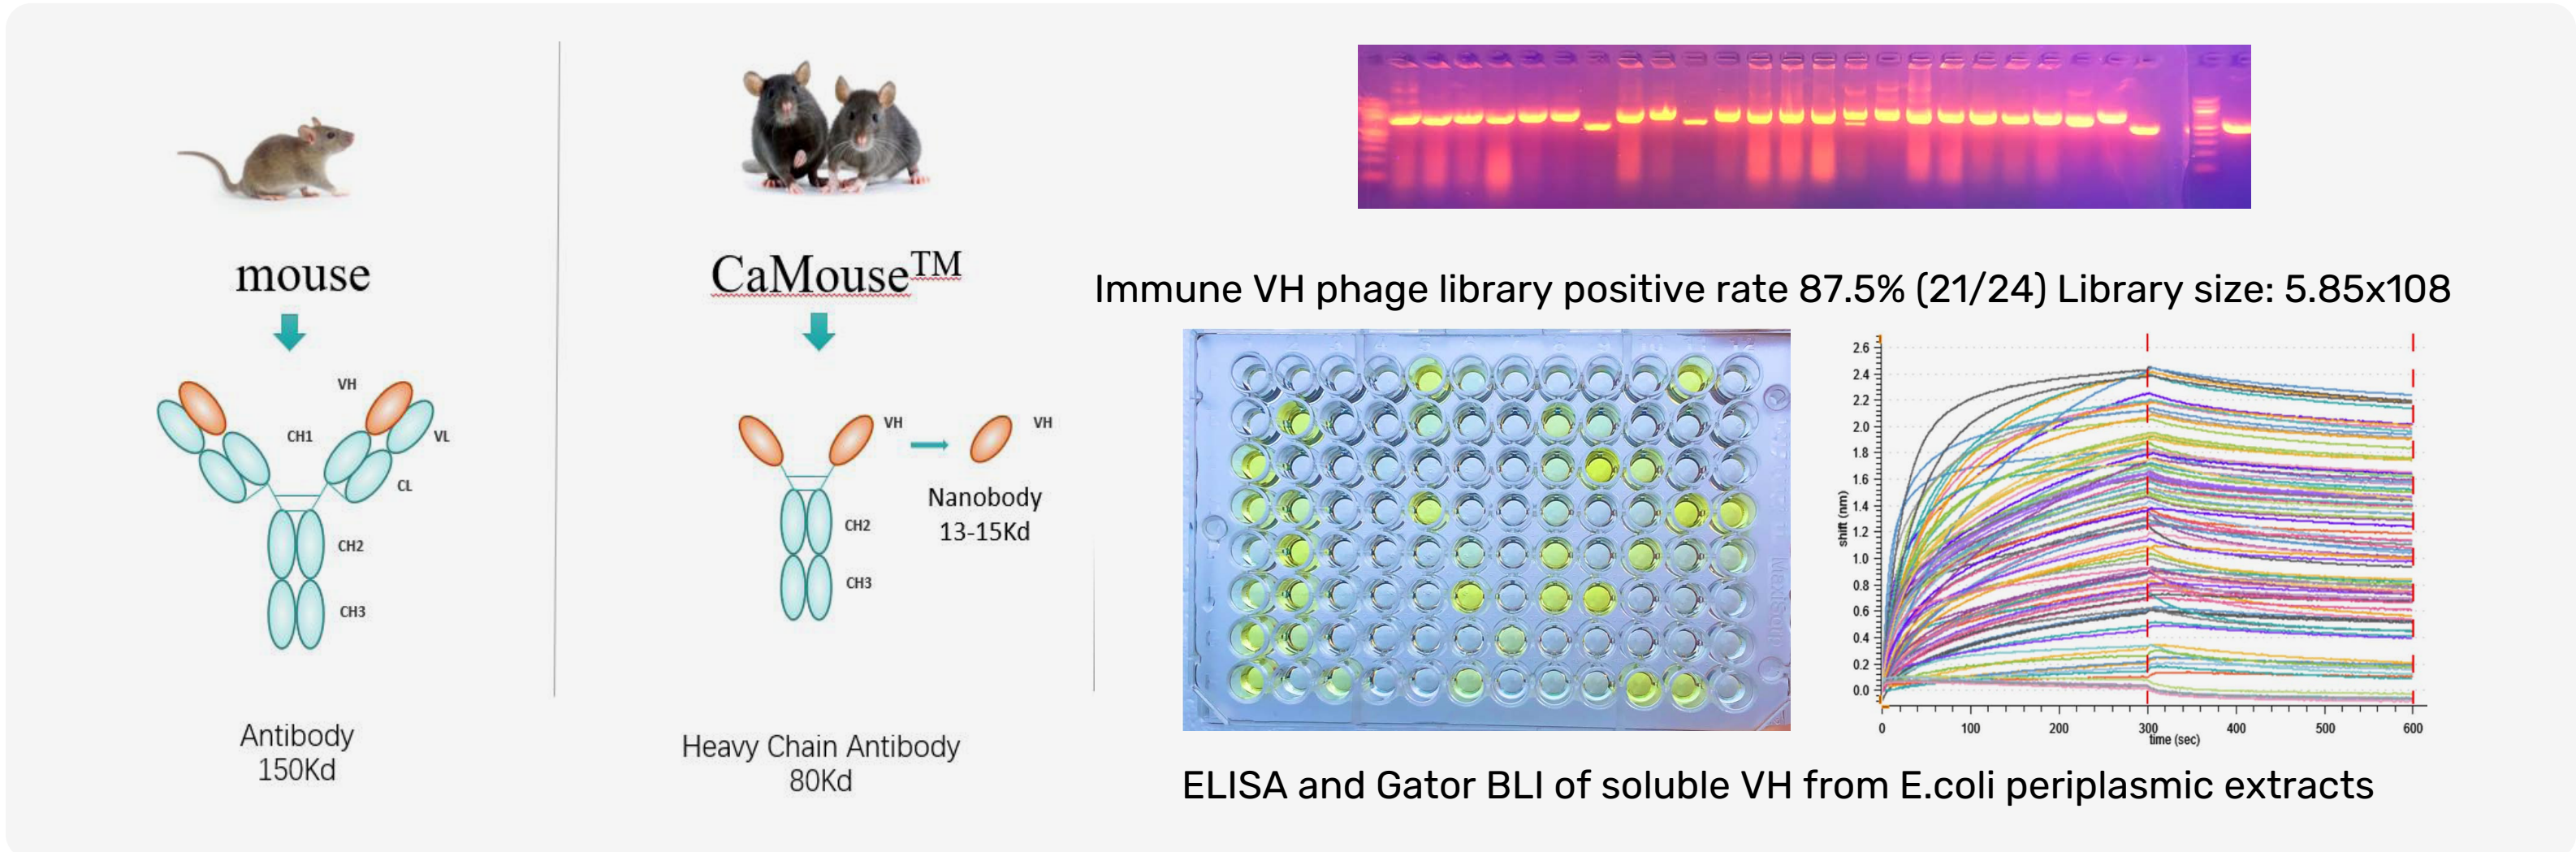 mouse
VH
CH1
VL
CL
CH2
CH3
Antibody
150Kd
CaMouse™
VH
VH
Nanobody
13-15Kd
CH2
CH3
Heavy Chain Antibody
80Kd
Immune VH phage library positive rate 87.5% (21/24) Library size: 5.85x108
shift (nm)
2.6
2.4
2.2
2.0
1.8
1.6
1.4
1.2
1.0
0.8
0.6
0.4
0.2
0.0
0 100 200 300 400 500 600
time (sec)
ELISA and Gator BLI of soluble VH from E.coli periplasmic extracts